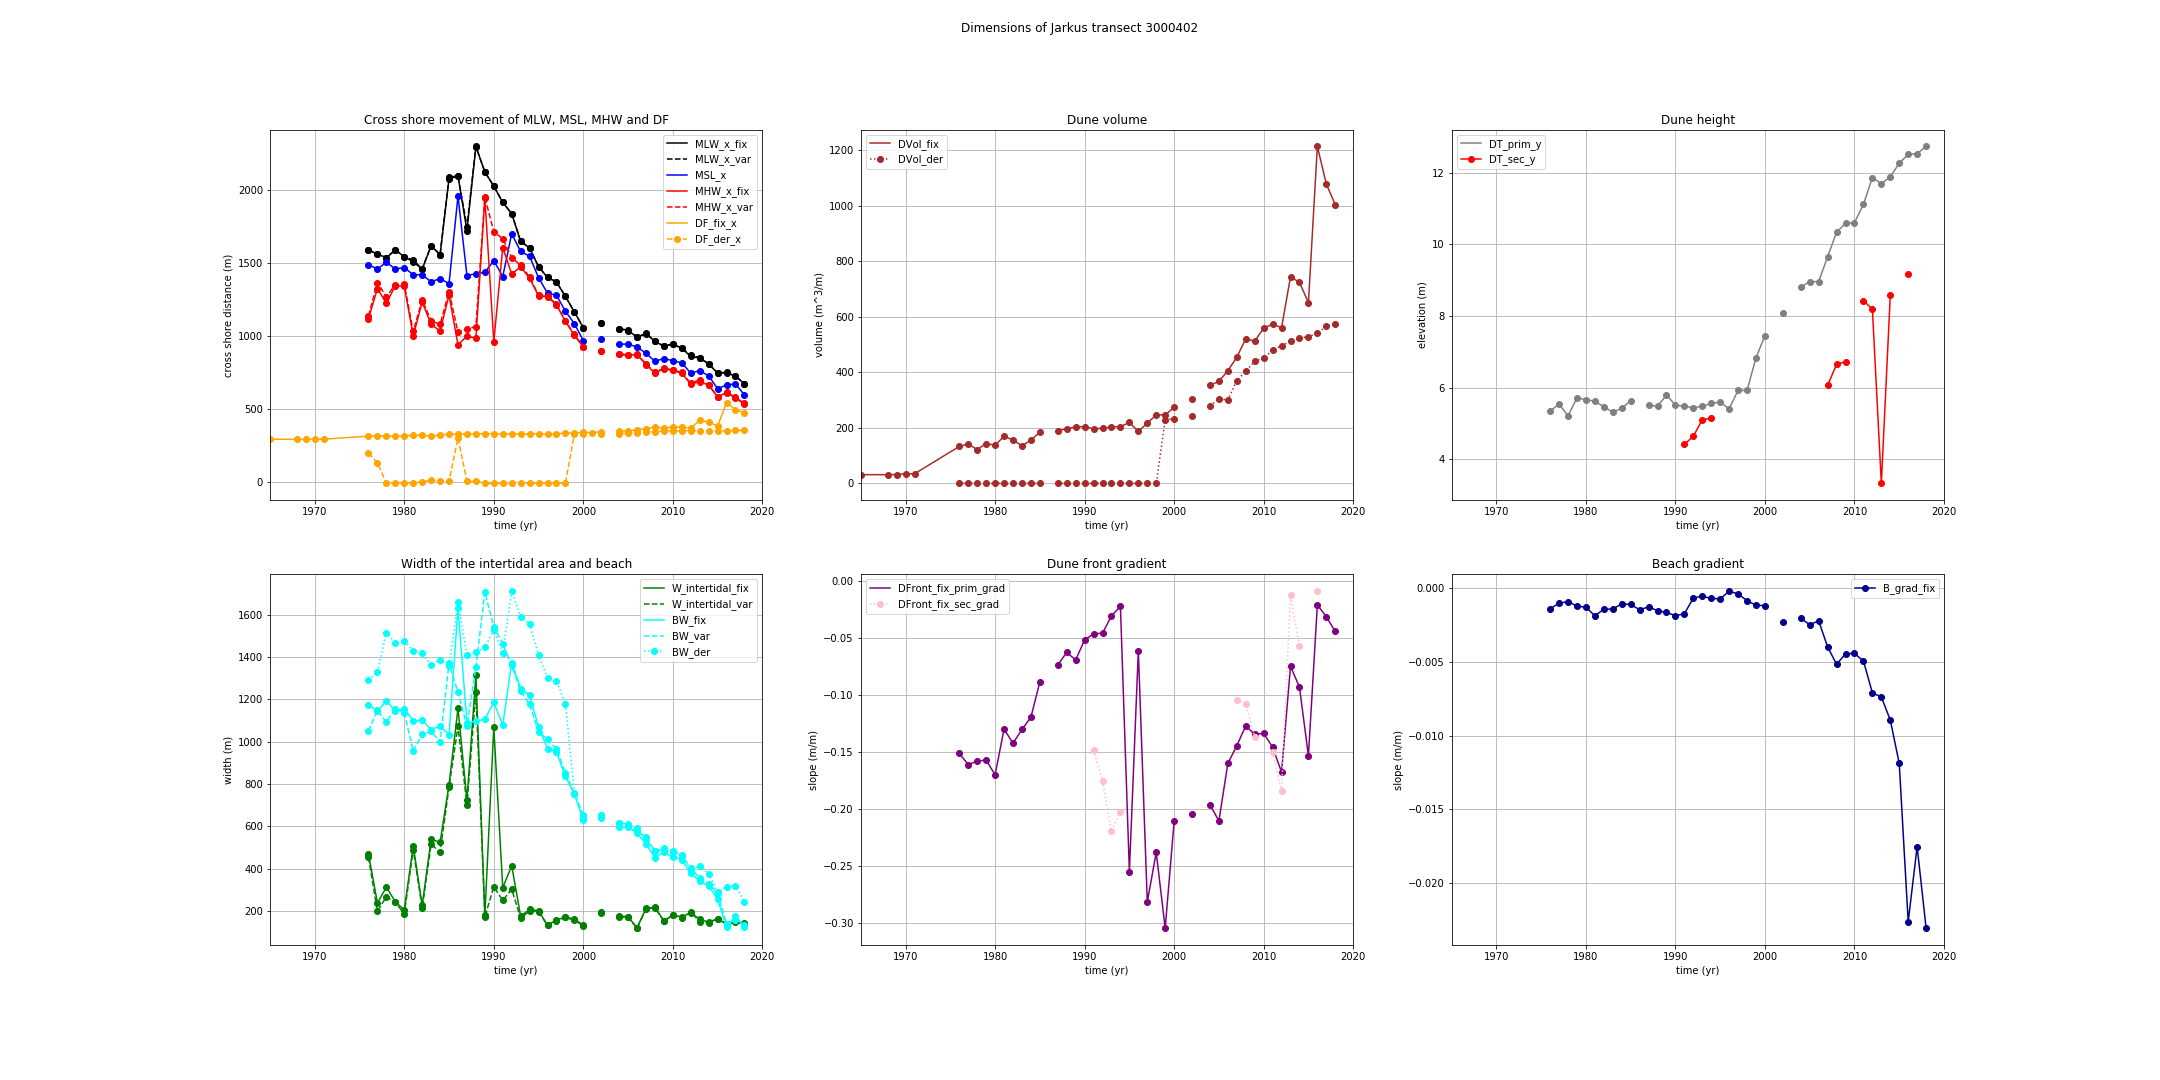 Dimensions of Jarkus transect 3000402
Cross shore movement of MLW, MSL, MHW and DF
cross shore distance (m)
2000
1500
1000
500
0
MLW_x_fix
MLW_x_var
MSL_x
MHW_x_fix
MHW_x_var
DF_fix_x
DF_der_x
1970 1980 1990 2000 2010 2020
time (yr)
Dune volume
volume (m^3/m)
1200
1000
800
600
400
200
0
DVol_fix
DVol_der
1970 1980 1990 2000 2010 2020
time (yr)
Dune height
elevation (m)
12
10
8
6
4
DT_prim_y
DT_sec_y
1970 1980 1990 2000 2010 2020
time (yr)
Width of the intertidal area and beach
width (m)
1600
1400
1200
1000
800
600
400
200
W_intertidal_fix
W_intertidal_var
BW_fix
BW_var
BW_der
1970 1980 1990 2000 2010 2020
time (yr)
Dune front gradient
slope (m/m)
0.00
−0.05
−0.10
−0.15
−0.20
−0.25
−0.30
DFront_fix_prim_grad
DFront_fix_sec_grad
1970 1980 1990 2000 2010 2020
time (yr)
Beach gradient
slope (m/m)
0.000
−0.005
−0.010
−0.015
−0.020
B_grad_fix
1970 1980 1990 2000 2010 2020
time (yr)